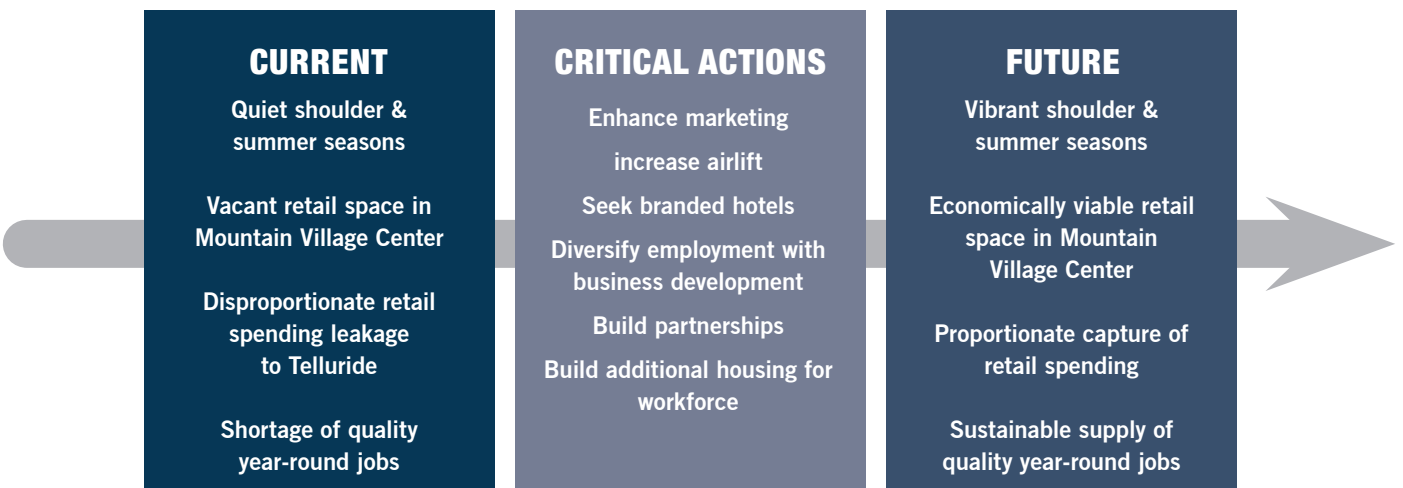 CURRENT
Quiet shoulder &
summer seasons
Vacant retail space in
Mountain Village Center
Disproportionate retail
spending leakage
to Telluride
Shortage of quality
year-round jobs
CRITICAL ACTIONS
Enhance marketing
increase airlift
Seek branded hotels
Diversify employment with
business development
Build partnerships
Build additional housing for
workforce
FUTURE
Vibrant shoulder &
summer seasons
Economically viable retail
space in Mountain
Village Center
Proportionate capture of
retail spending
Sustainable supply of
quality year-round jobs